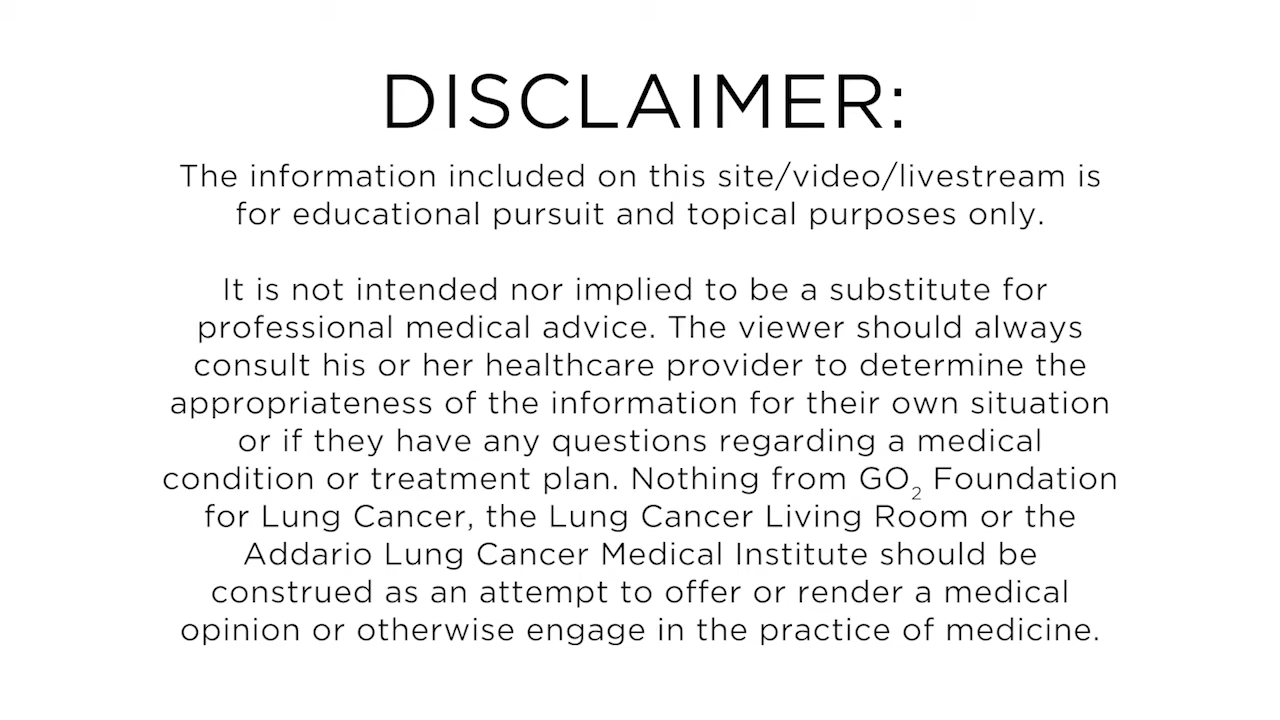 DISCLAIMER:
The information included on this site/video/livestream is
for educational pursuit and topical purposes only.
It is not intended nor implied to be a substitute for
professional medical advice. The viewer should always
consult his or her healthcare provider to determine the
appropriateness of the information for their own situation
or if they have any questions regarding a medical
condition or treatment plan. Nothing from GO₂ Foundation
for Lung Cancer, the Lung Cancer Living Room or the
Addario Lung Cancer Medical Institute should be
construed as an attempt to offer or render a medical
opinion or otherwise engage in the practice of medicine.